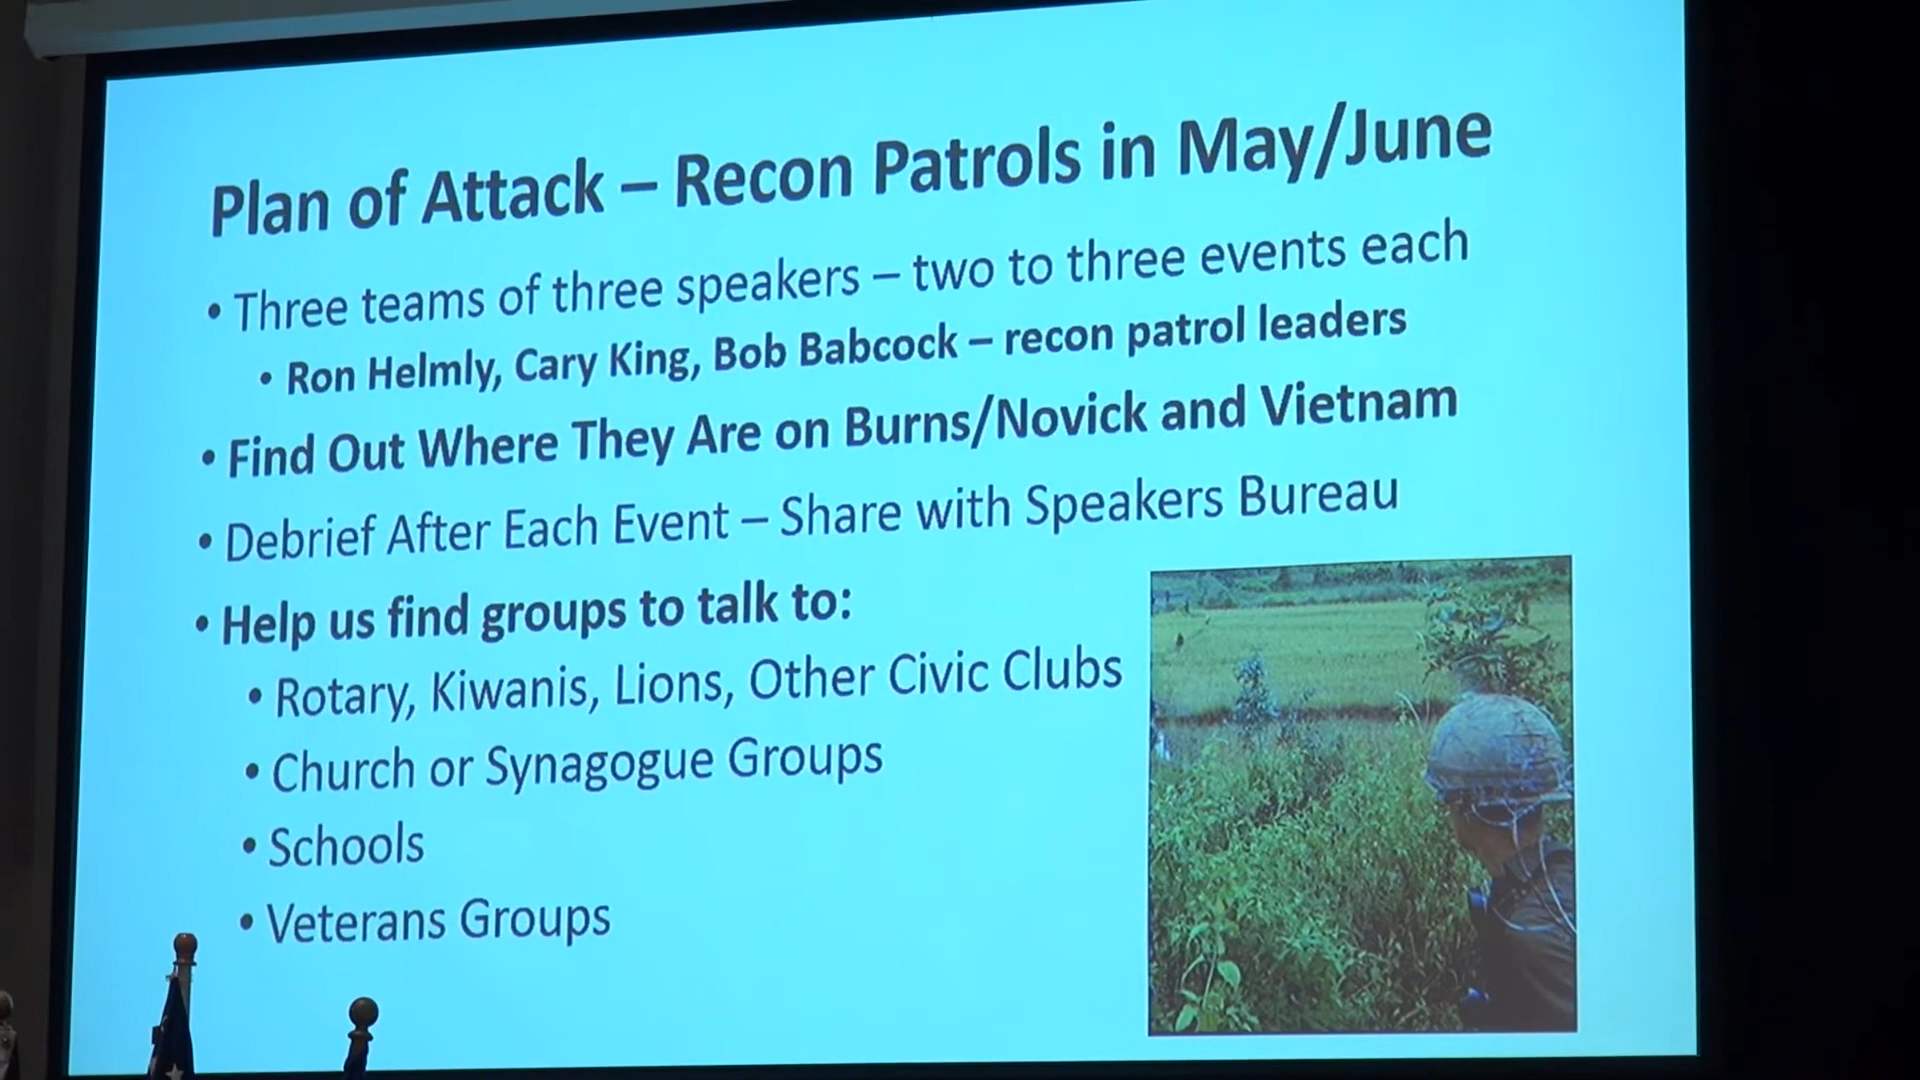 Plan of Attack – Recon Patrols in May/June
• Three teams of three speakers – two to three events each
• Ron Helmly, Cary King, Bob Babcock – recon patrol leaders
• Find Out Where They Are on Burns/Novick and Vietnam
• Debrief After Each Event – Share with Speakers Bureau
• Help us find groups to talk to:
• Rotary, Kiwanis, Lions, Other Civic Clubs
• Church or Synagogue Groups
• Schools
• Veterans Groups